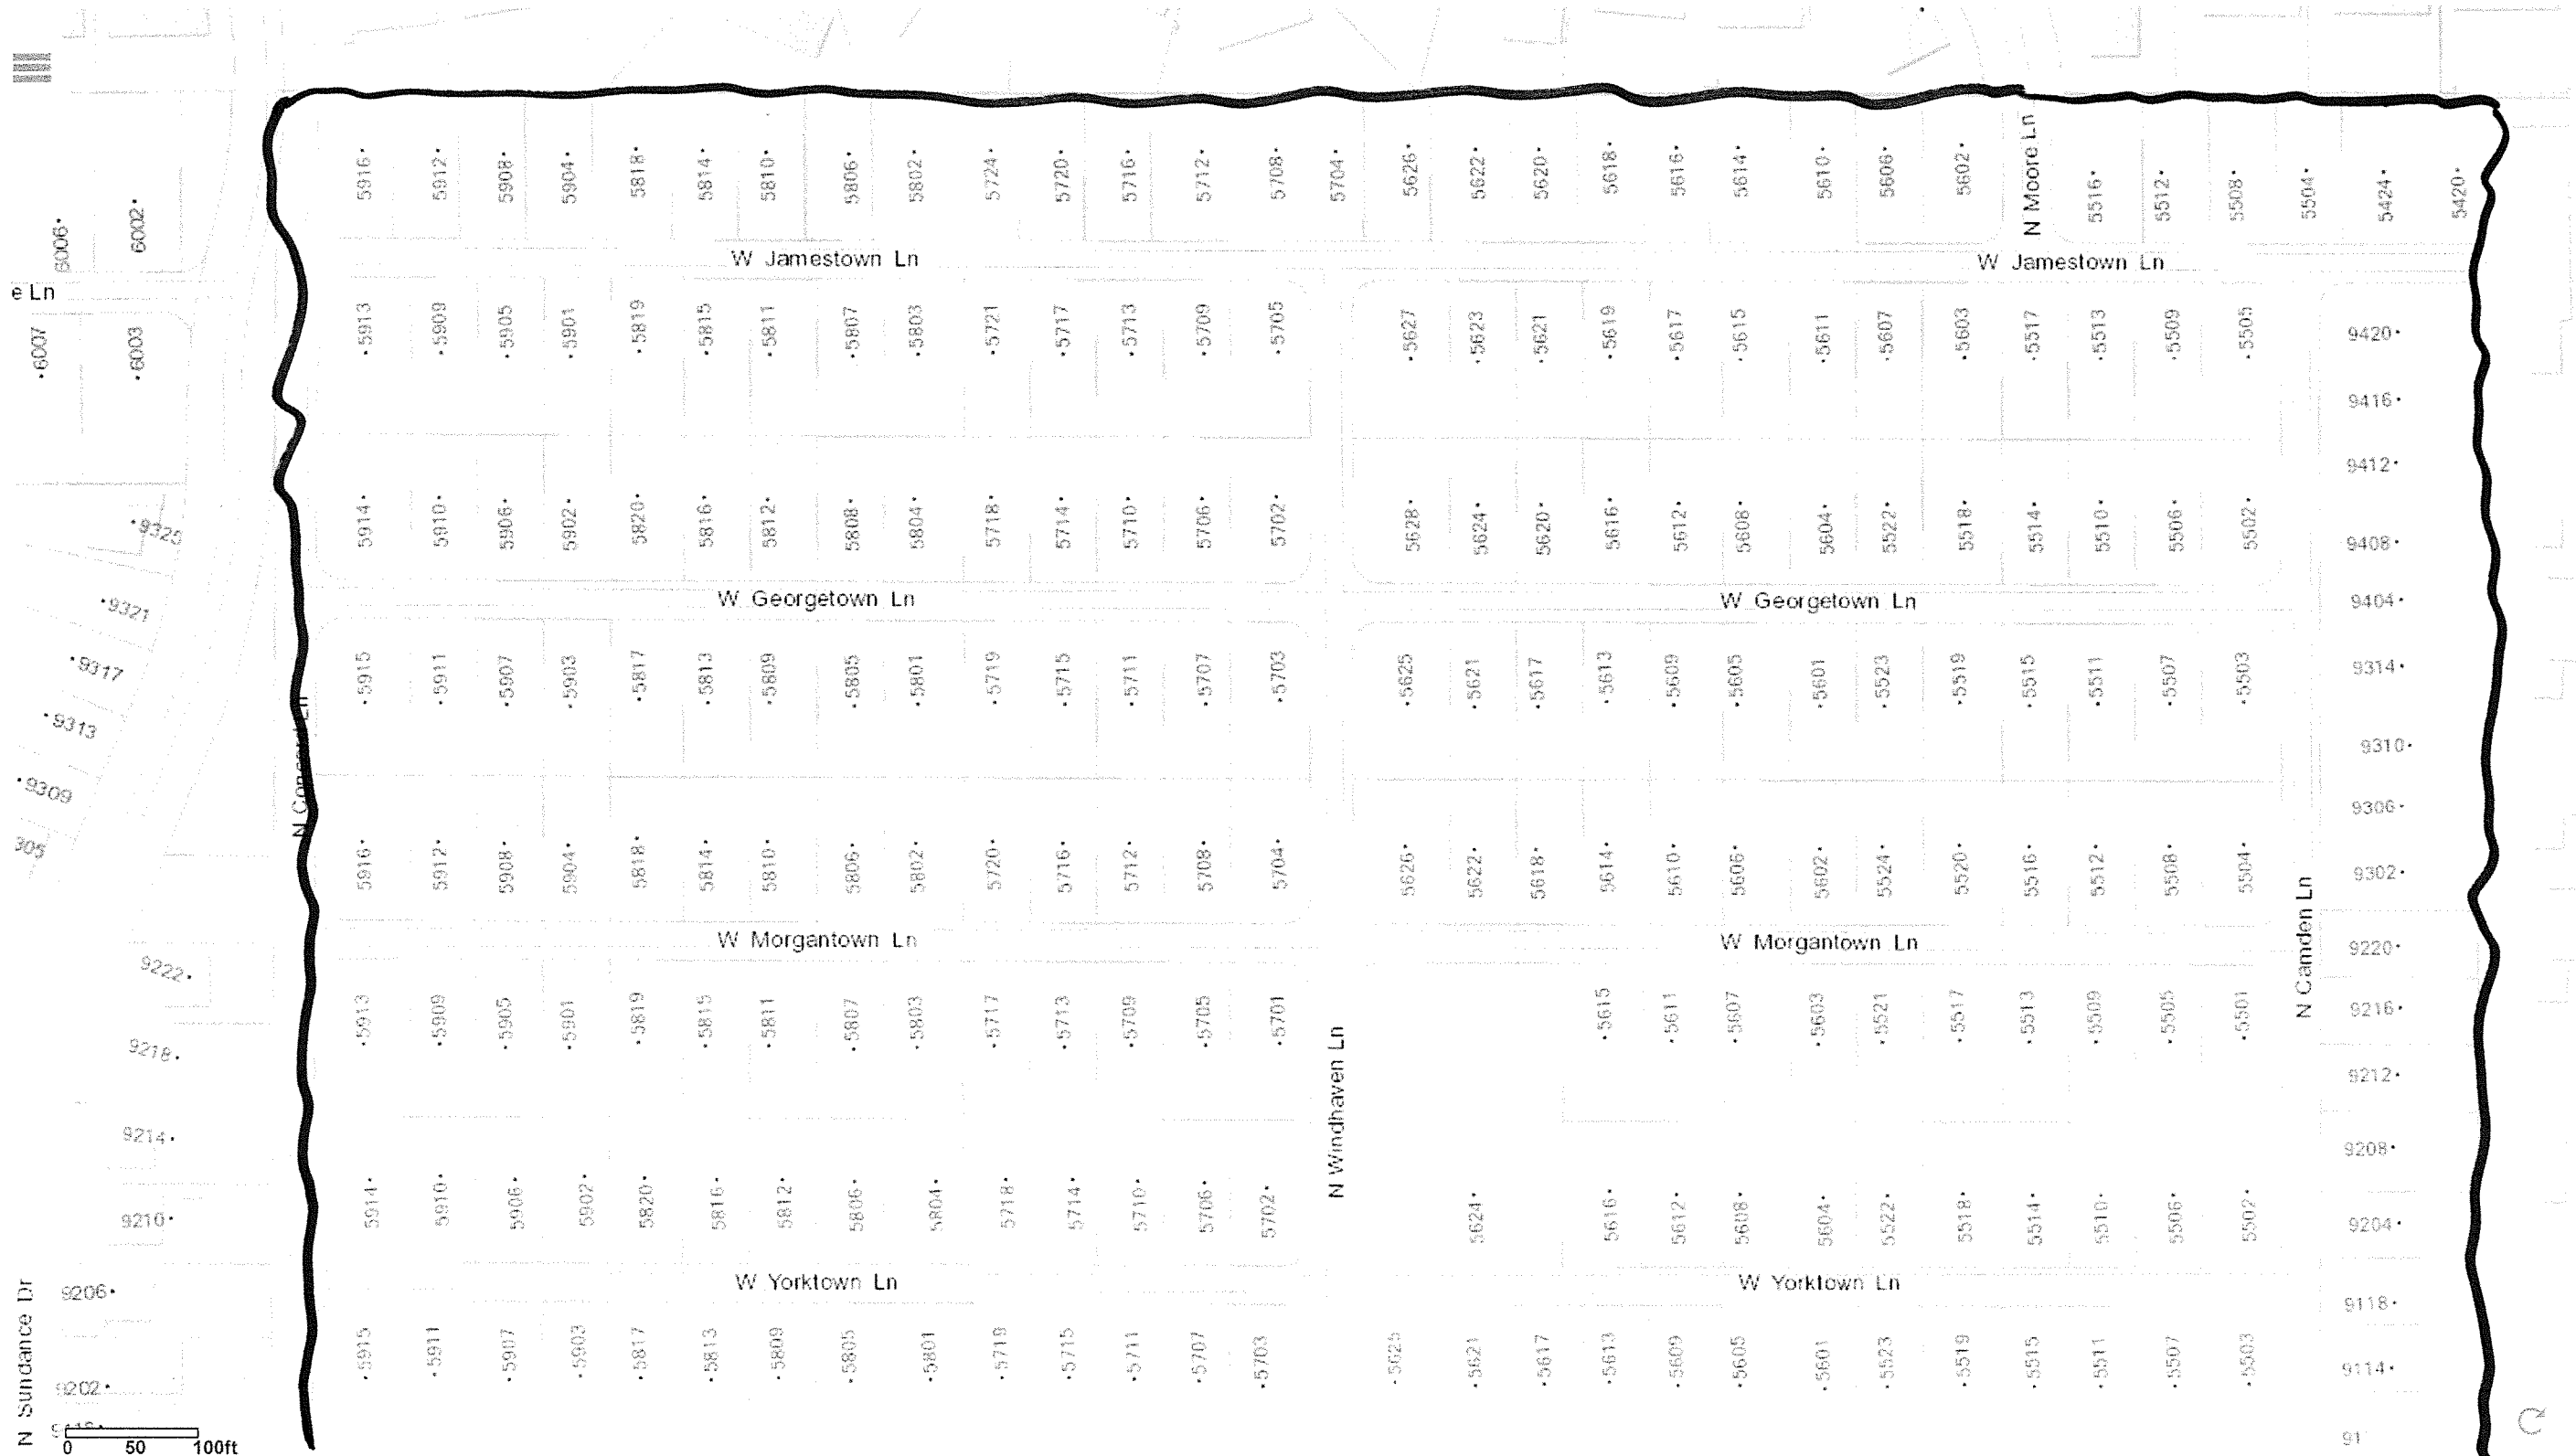 5916 5912 5908 5904 5818 5814 5810 5806 5802 5724 5720 5716 5712 5708 5704 5626 5622 5620 5618 5616 5614 5610 5606 5602 N Moore Ln 5516 5512 5508 5504 5424 5420
6006 6002
W Jamestown Ln W Jamestown Ln
e Ln
6007 6003
5913 5909 5905 5901 5819 5815 5811 5807 5803 5721 5717 5713 5709 5705 5627 5623 5621 5619 5617 5615 5611 5607 5603 5517 5513 5509 5505 9420
9416
9412
9325
5914 5910 5906 5902 5820 5816 5812 5808 5804 5718 5714 5710 5706 5702 5628 5624 5620 5616 5612 5608 5604 5522 5518 5514 5510 5506 5502 9408
9321
W Georgetown Ln W Georgetown Ln 9404
9317
5915 5911 5907 5903 5817 5813 5809 5805 5801 5719 5715 5711 5707 5703 5625 5621 5617 5613 5609 5605 5601 5523 5519 5515 5511 5507 5503 9314
9313
9310
9309
N Ln
9306
305
5916 5912 5908 5904 5818 5814 5810 5806 5802 5720 5716 5712 5708 5704 5626 5622 5618 5614 5610 5606 5602 5524 5520 5516 5512 5508 5504 9302
W Morgantown Ln W Morgantown Ln N Camden Ln 9220
9222
5913 5909 5905 5901 5819 5815 5811 5807 5803 5717 5713 5709 5705 5701 5615 5611 5607 5603 5521 5517 5513 5509 5505 5501 9216
9218
9212
N Windhaven Ln
9214
9208
9210
5914 5910 5906 5902 5820 5816 5812 5806 5804 5718 5714 5710 5706 5702 5624 5616 5612 5608 5604 5522 5518 5514 5510 5506 5502 9204
9206
W Yorktown Ln W Yorktown Ln
9118
N Sundance Dr
5915 5911 5907 5903 5817 5813 5809 5805 5801 5719 5715 5711 5707 5703 5625 5621 5617 5613 5609 5605 5601 5523 5519 5515 5511 5507 5503 9114
9202
91
0 50 100ft